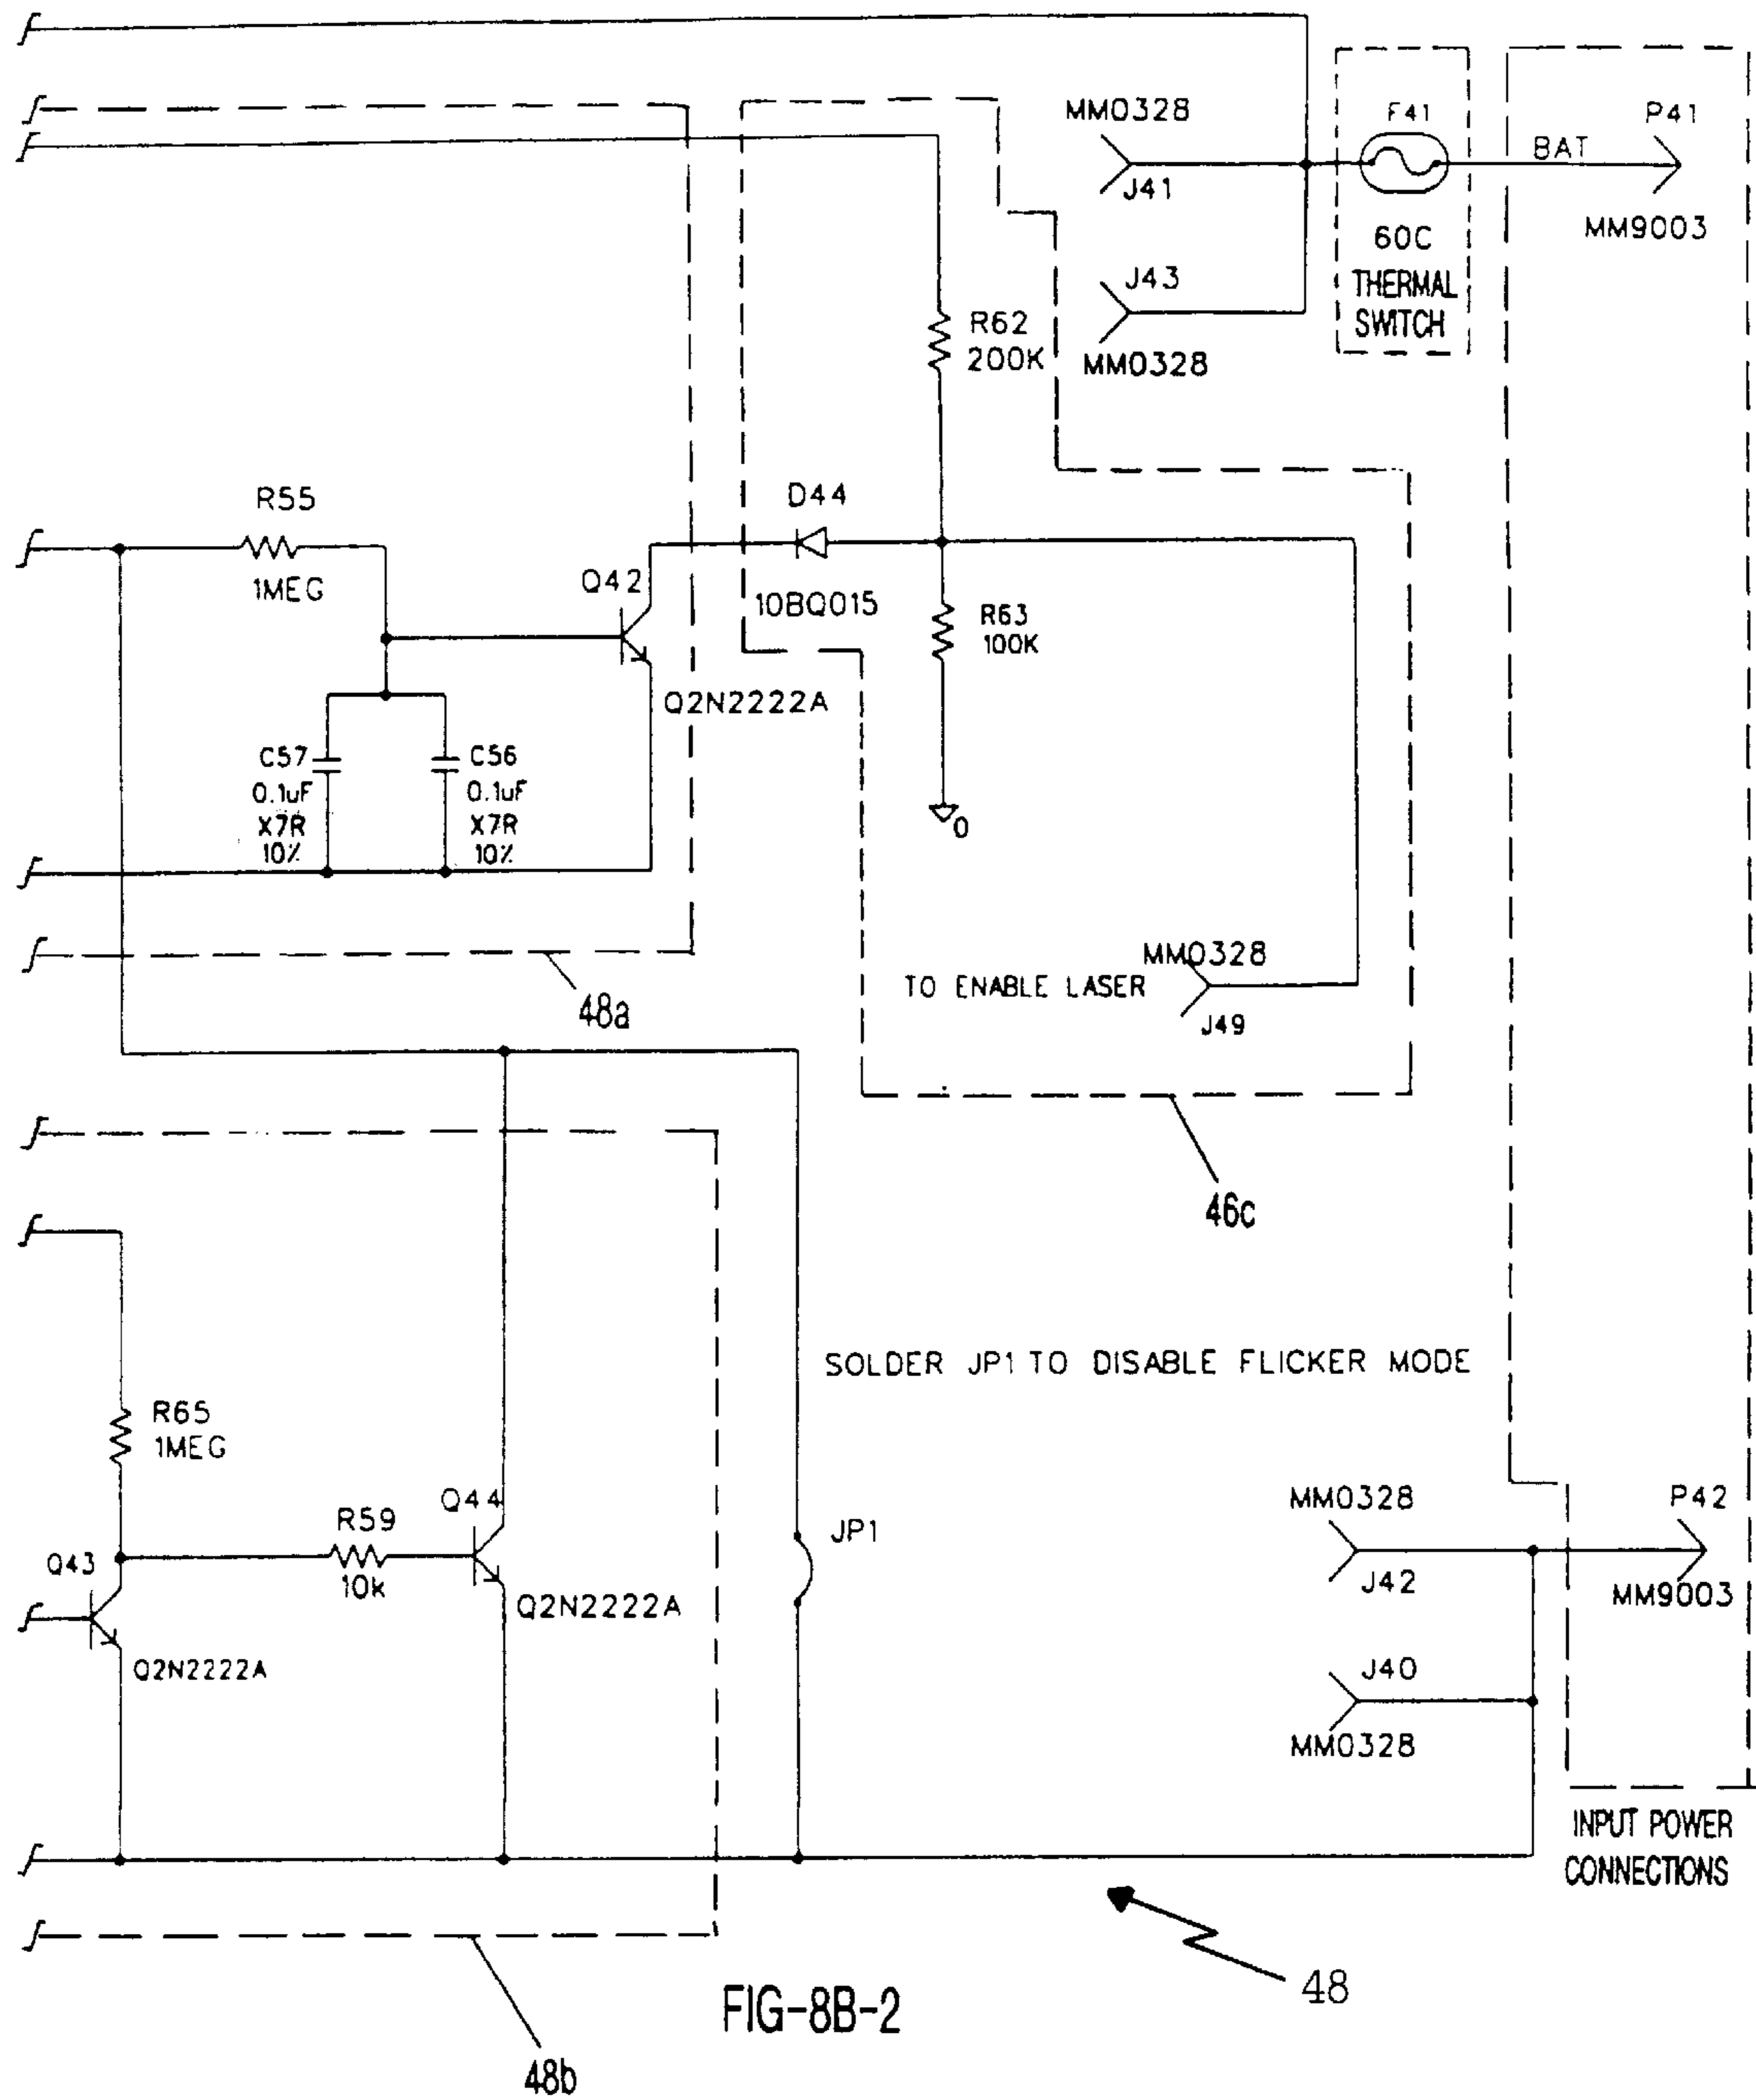 MM0328
J41
F41
BAT
P41
MM9003
60C
THERMAL
SWITCH
J43
MM0328
R62
200K
R55
1MEG
D44
10BQ015
Q42
Q2N2222A
R63
100K
C57
0.1uF
X7R
10%
C56
0.1uF
X7R
10%
0
MM0328
TO ENABLE LASER
J49
48a
46c
SOLDER JP1 TO DISABLE FLICKER MODE
R65
1MEG
Q43
Q2N2222A
R59
10k
Q44
Q2N2222A
JP1
MM0328
J42
P42
MM9003
J40
MM0328
INPUT POWER
CONNECTIONS
48
FIG-8B-2
48b